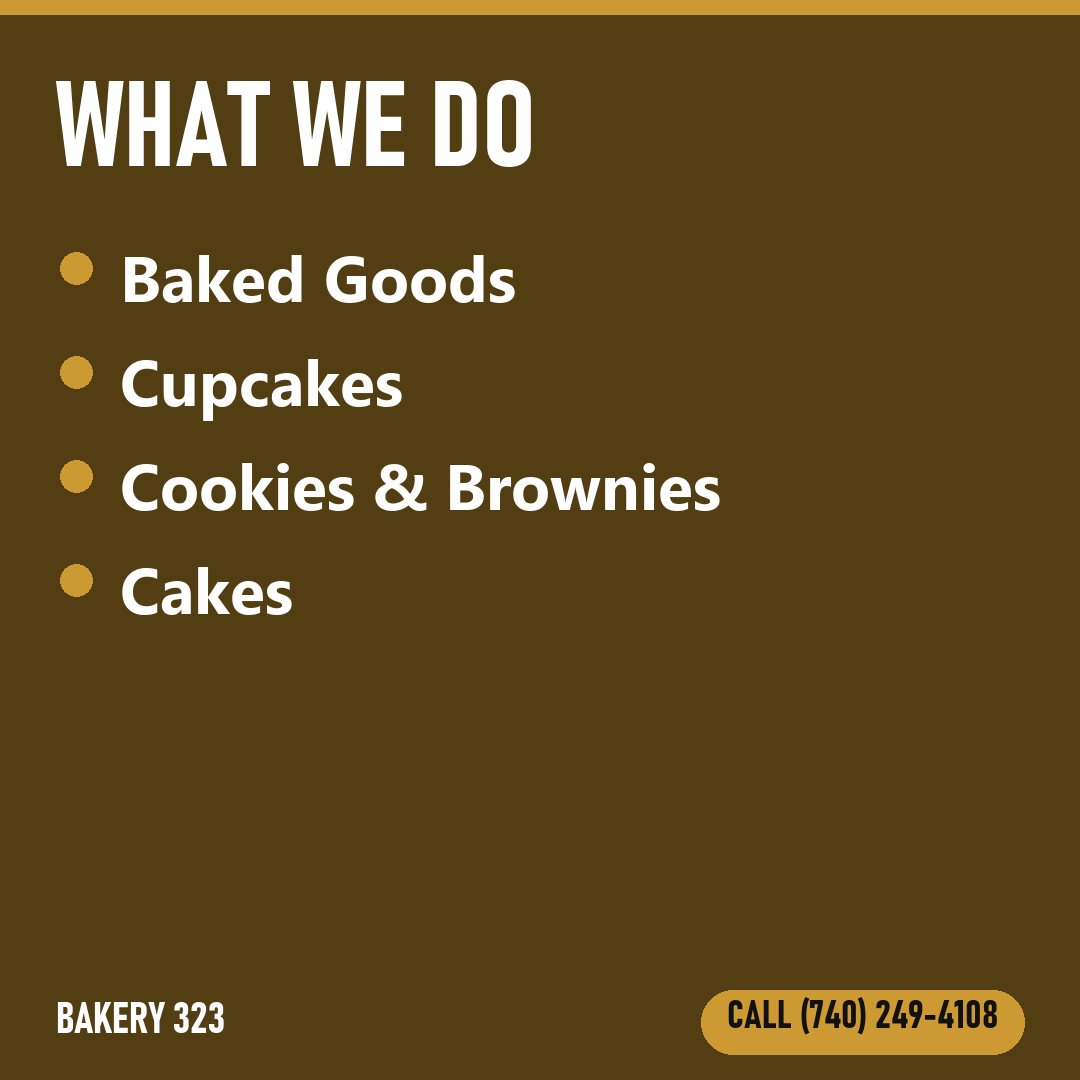 WHAT WE DO
Baked Goods
Cupcakes
Cookies & Brownies
Cakes
BAKERY 323
CALL (740) 249-4108